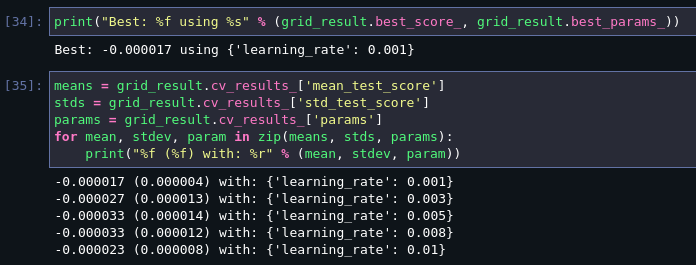 [34]: print("Best: %f using %s" % (grid_result.best_score_, grid_result.best_params_))
Best: -0.000017 using {'learning_rate': 0.001}
[35]: means = grid_result.cv_results_['mean_test_score']
stds = grid_result.cv_results_['std_test_score']
params = grid_result.cv_results_['params']
for mean, stdev, param in zip(means, stds, params):
    print("%f (%f) with: %r" % (mean, stdev, param))
-0.000017 (0.000004) with: {'learning_rate': 0.001}
-0.000027 (0.000013) with: {'learning_rate': 0.003}
-0.000033 (0.000014) with: {'learning_rate': 0.005}
-0.000033 (0.000012) with: {'learning_rate': 0.008}
-0.000023 (0.000008) with: {'learning_rate': 0.01}